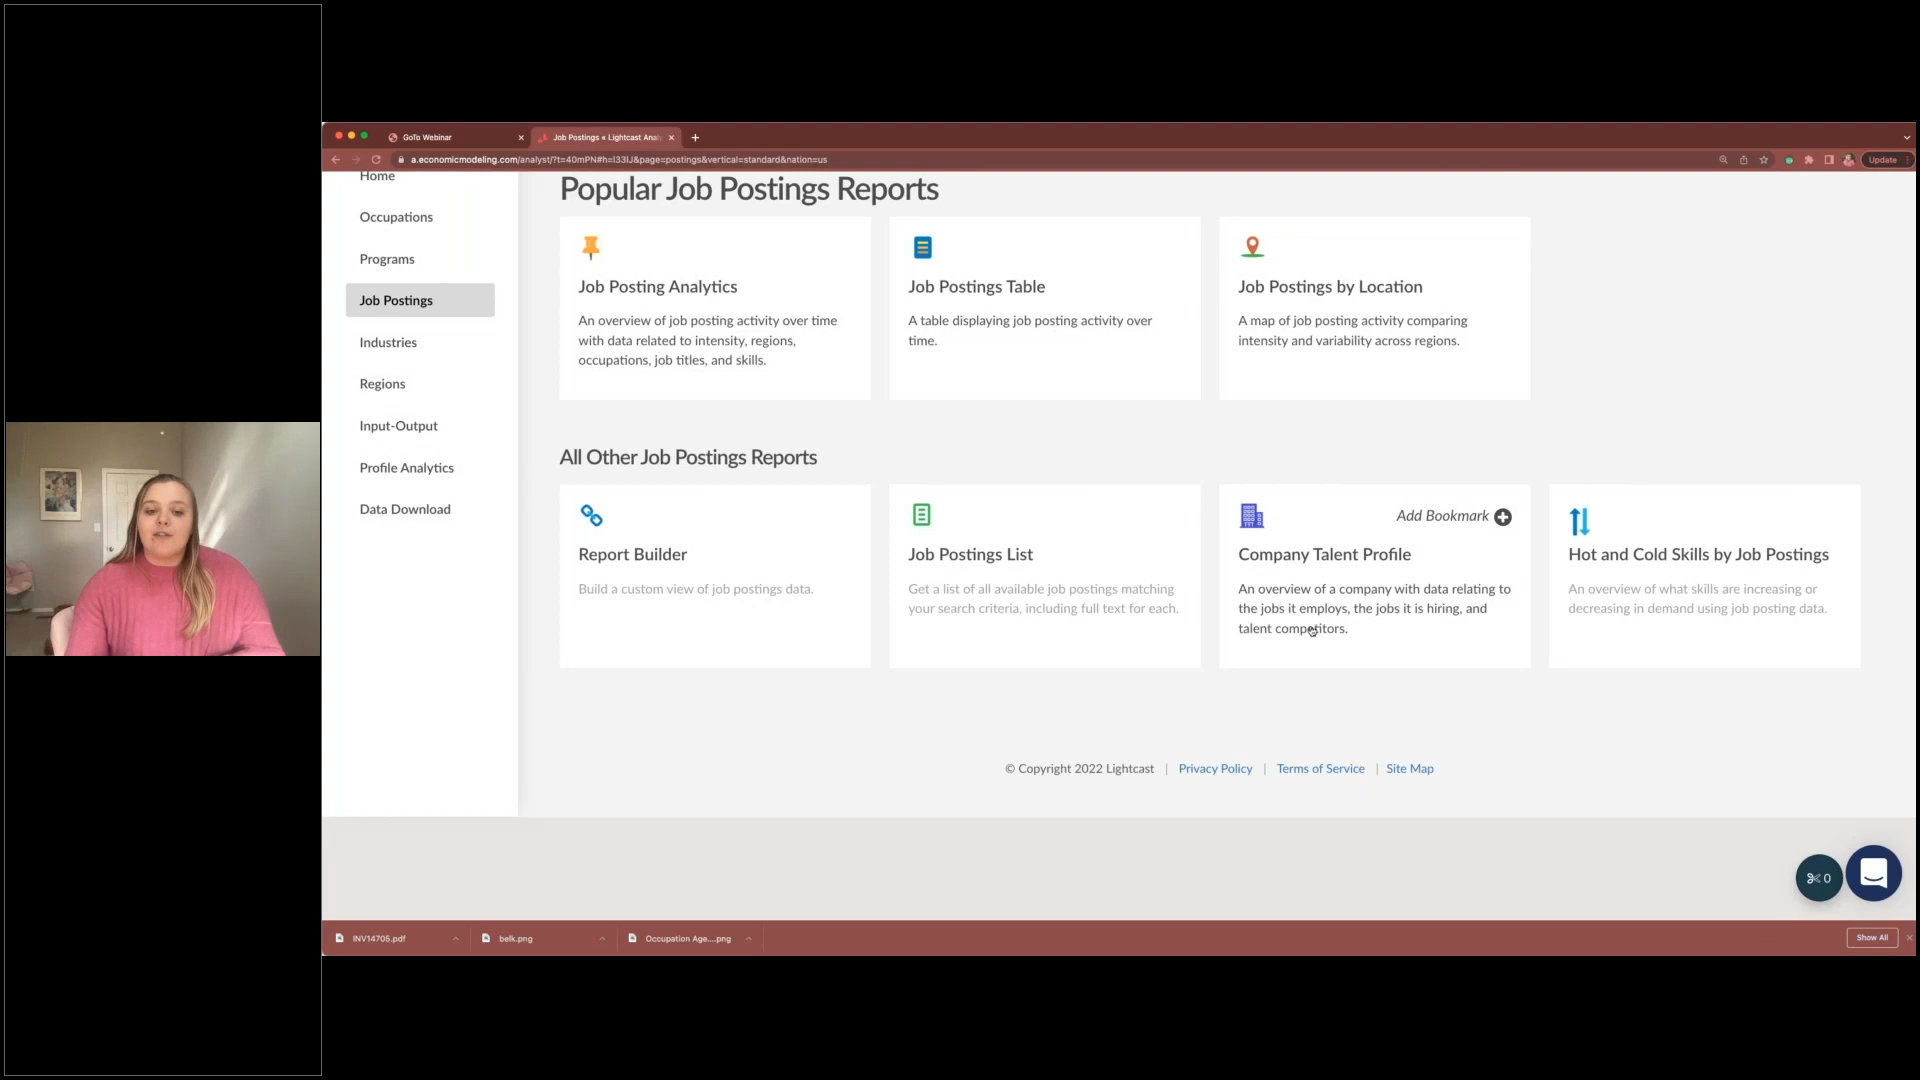 GoTo Webinar
Job Postings « Lightcast Anal
a.economicmodeling.com/analyst/?t=40mPN#h=l33lJ&page=postings&vertical=standard&nation=us
Update
Home
Occupations
Programs
Job Postings
Industries
Regions
Input-Output
Profile Analytics
Data Download
Popular Job Postings Reports
Job Posting Analytics
An overview of job posting activity over time
with data related to intensity, regions,
occupations, job titles, and skills.
Job Postings Table
A table displaying job posting activity over
time.
Job Postings by Location
A map of job posting activity comparing
intensity and variability across regions.
All Other Job Postings Reports
Report Builder
Build a custom view of job postings data.
Job Postings List
Get a list of all available job postings matching
your search criteria, including full text for each.
Add Bookmark
Company Talent Profile
An overview of a company with data relating to
the jobs it employs, the jobs it is hiring, and
talent competitors.
Hot and Cold Skills by Job Postings
An overview of what skills are increasing or
decreasing in demand using job posting data.
© Copyright 2022 Lightcast | Privacy Policy | Terms of Service | Site Map
0
INV14705.pdf
belk.png
Occupation Age....png
Show All